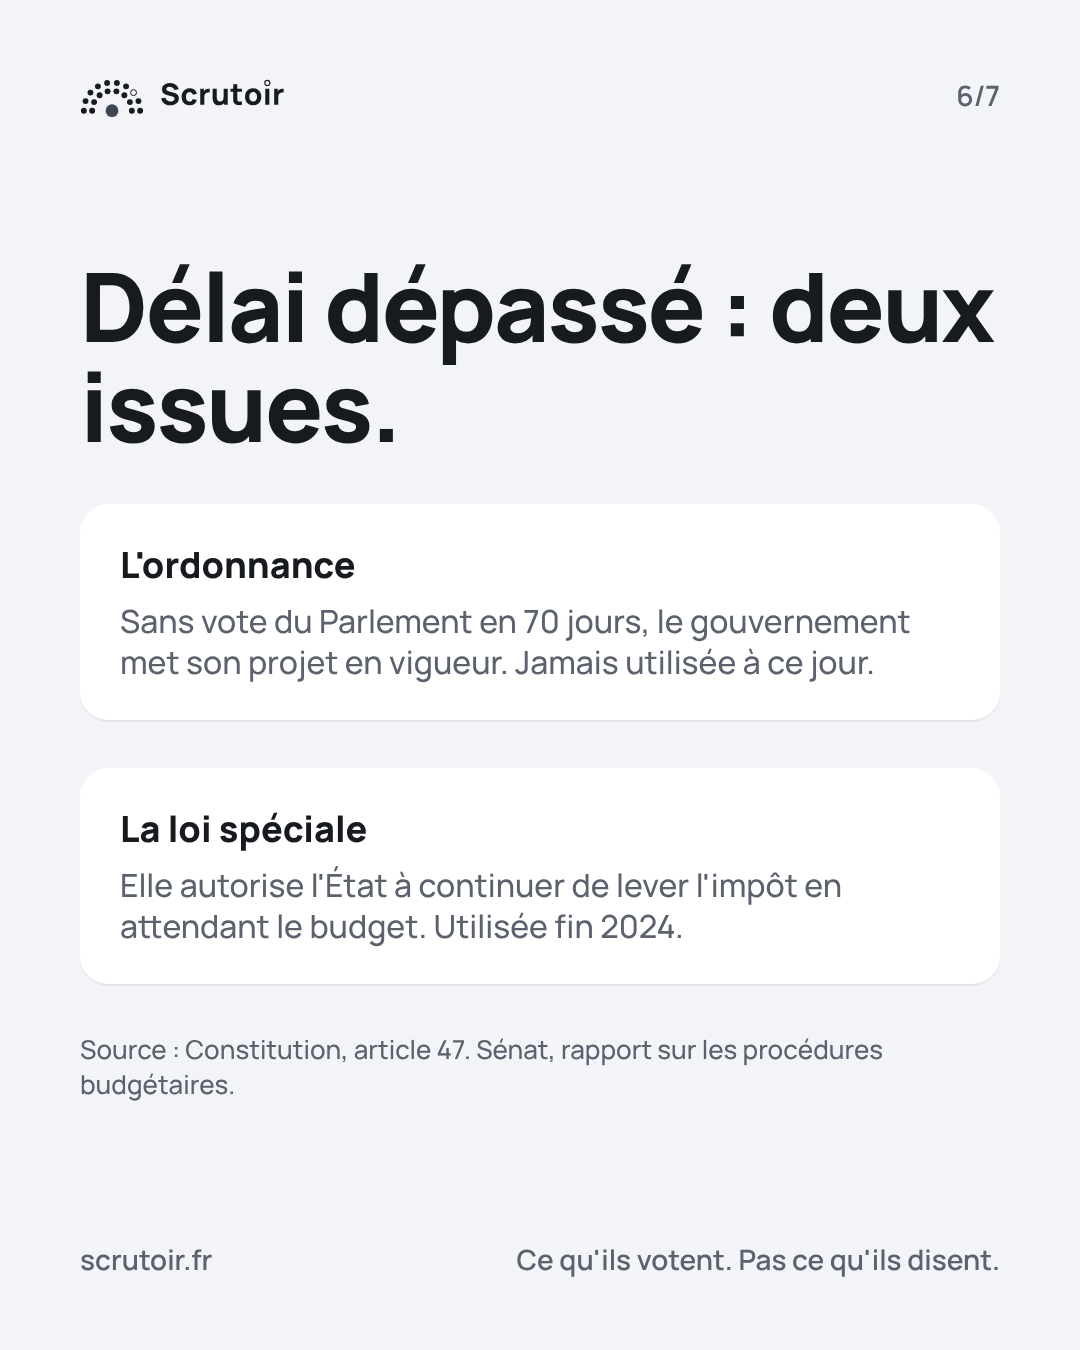 Scrutoir
6/7
Délai dépassé : deux
issues.
L'ordonnance
Sans vote du Parlement en 70 jours, le gouvernement
met son projet en vigueur. Jamais utilisée à ce jour.
La loi spéciale
Elle autorise l'État à continuer de lever l'impôt en
attendant le budget. Utilisée fin 2024.
Source : Constitution, article 47. Sénat, rapport sur les procédures
budgétaires.
scrutoir.fr
Ce qu'ils votent. Pas ce qu'ils disent.